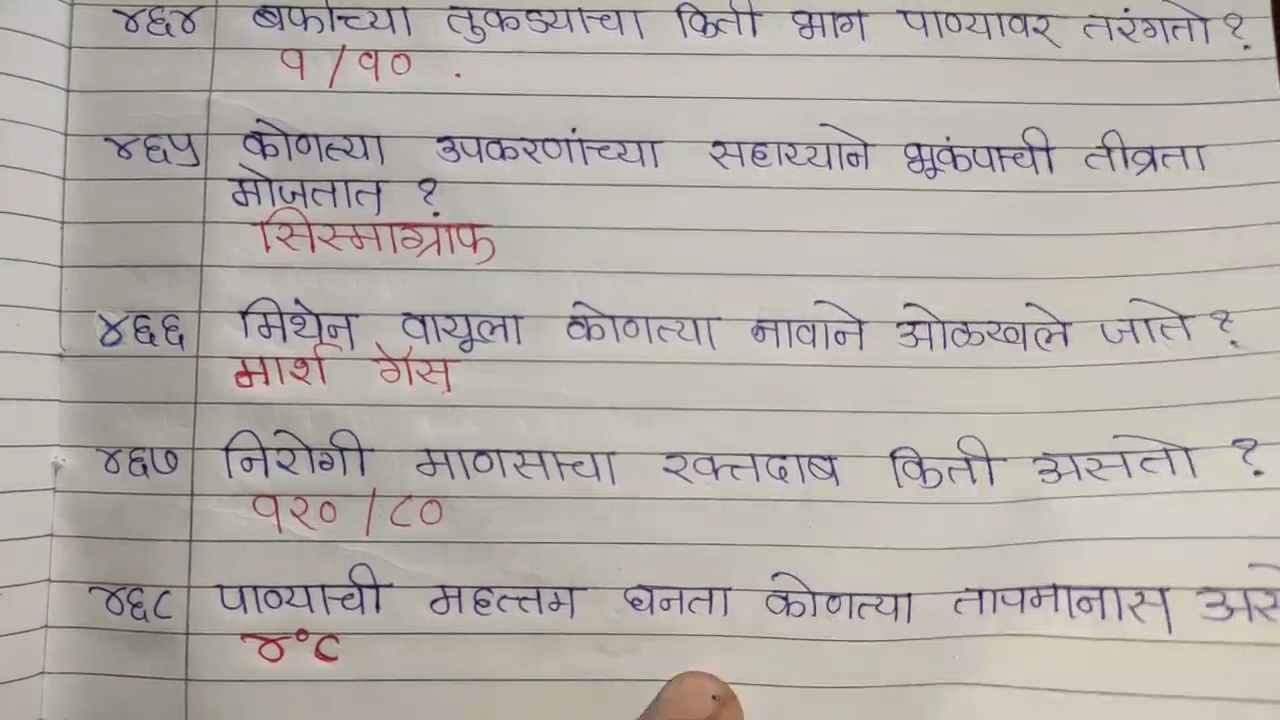 ४६४ बर्फाच्या तुकड्याचा किती भाग पाण्यावर तरंगतो ?
१/१०.
४६५ कोणत्या उपकरणांच्या सहाय्याने भूकंपाची तीव्रता
मोजतात ?
सिस्माग्रांफ
४६६ मिथेन वायूला कोणत्या नावाने ओळखले जाते ?
मार्श गॅस
४६७ निरोगी माणसाचा रक्तदाब किती असतो ?
१२०/८०
४६८ पाण्याची महत्तम घनता कोणत्या तापमानास
४°C